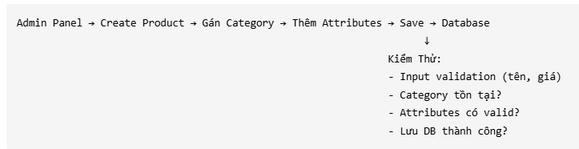 Admin Panel → Create Product → Gán Category → Thêm Attributes → Save → Database
↓
Kiểm Thử:
- Input validation (tên, giá)
- Category tồn tại?
- Attributes có valid?
- Lưu DB thành công?